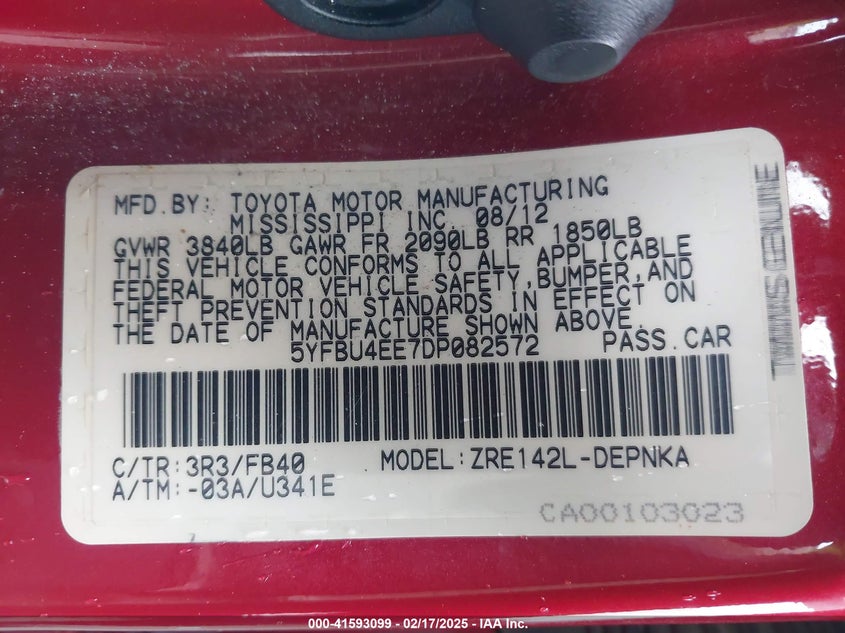 MFD.BY: TOYOTA MOTOR MANUFACTURING
MISSISSIPPI INC. 08/12
GVWR 3840LB GAWR FR 2090LB RR 1850LB
THIS VEHICLE CONFORMS TO ALL APPLICABLE
FEDERAL MOTOR VEHICLE SAFETY,BUMPER,AND
THEFT PREVENTION STANDARDS IN EFFECT ON
THE DATE OF MANUFACTURE SHOWN ABOVE.
5YFBU4EE7DP082572 PASS.CAR
C/TR:3R3/FB40 MODEL:ZRE142L-DEPNKA
A/TM:-03A/U341E
CA00103023
000-41593099 / 02/17/2025 - IAA Inc.